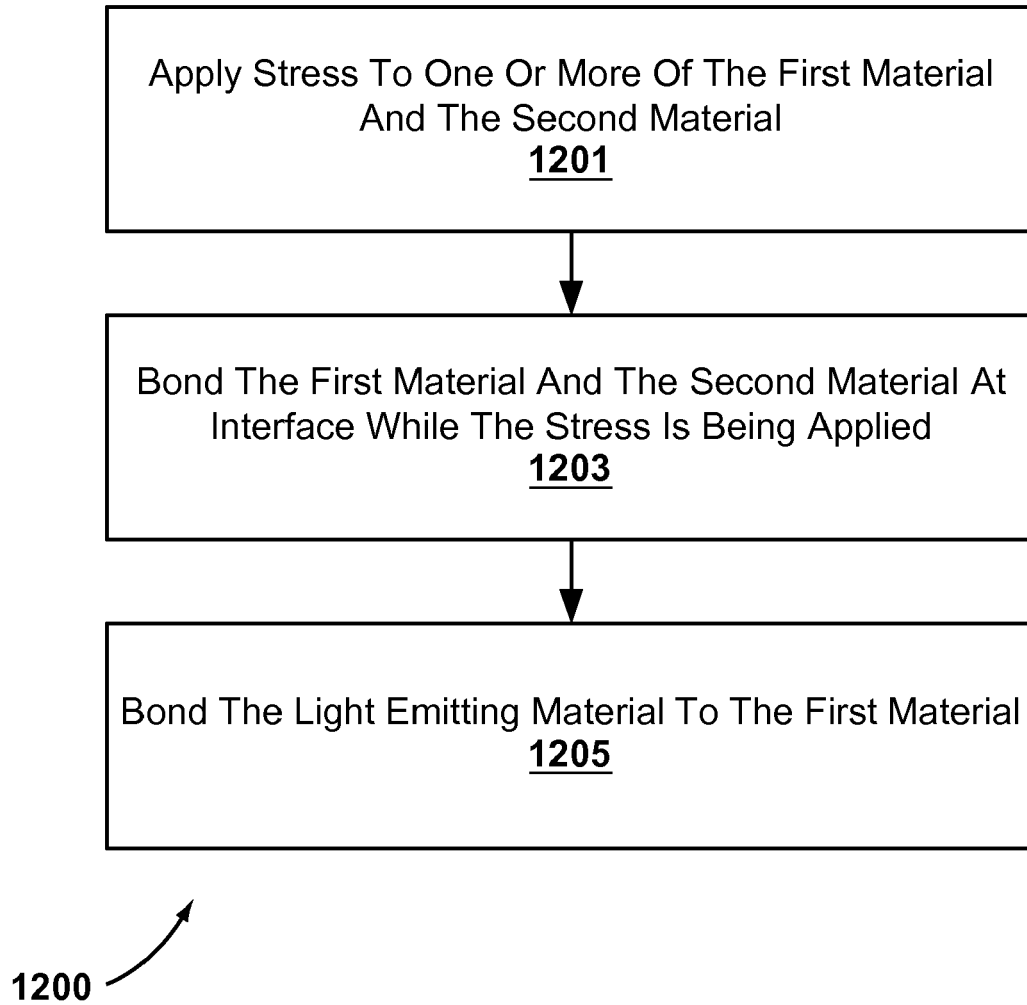 Apply Stress To One Or More Of The First Material
And The Second Material
1201
Bond The First Material And The Second Material At
Interface While The Stress Is Being Applied
1203
Bond The Light Emitting Material To The First Material
1205
1200